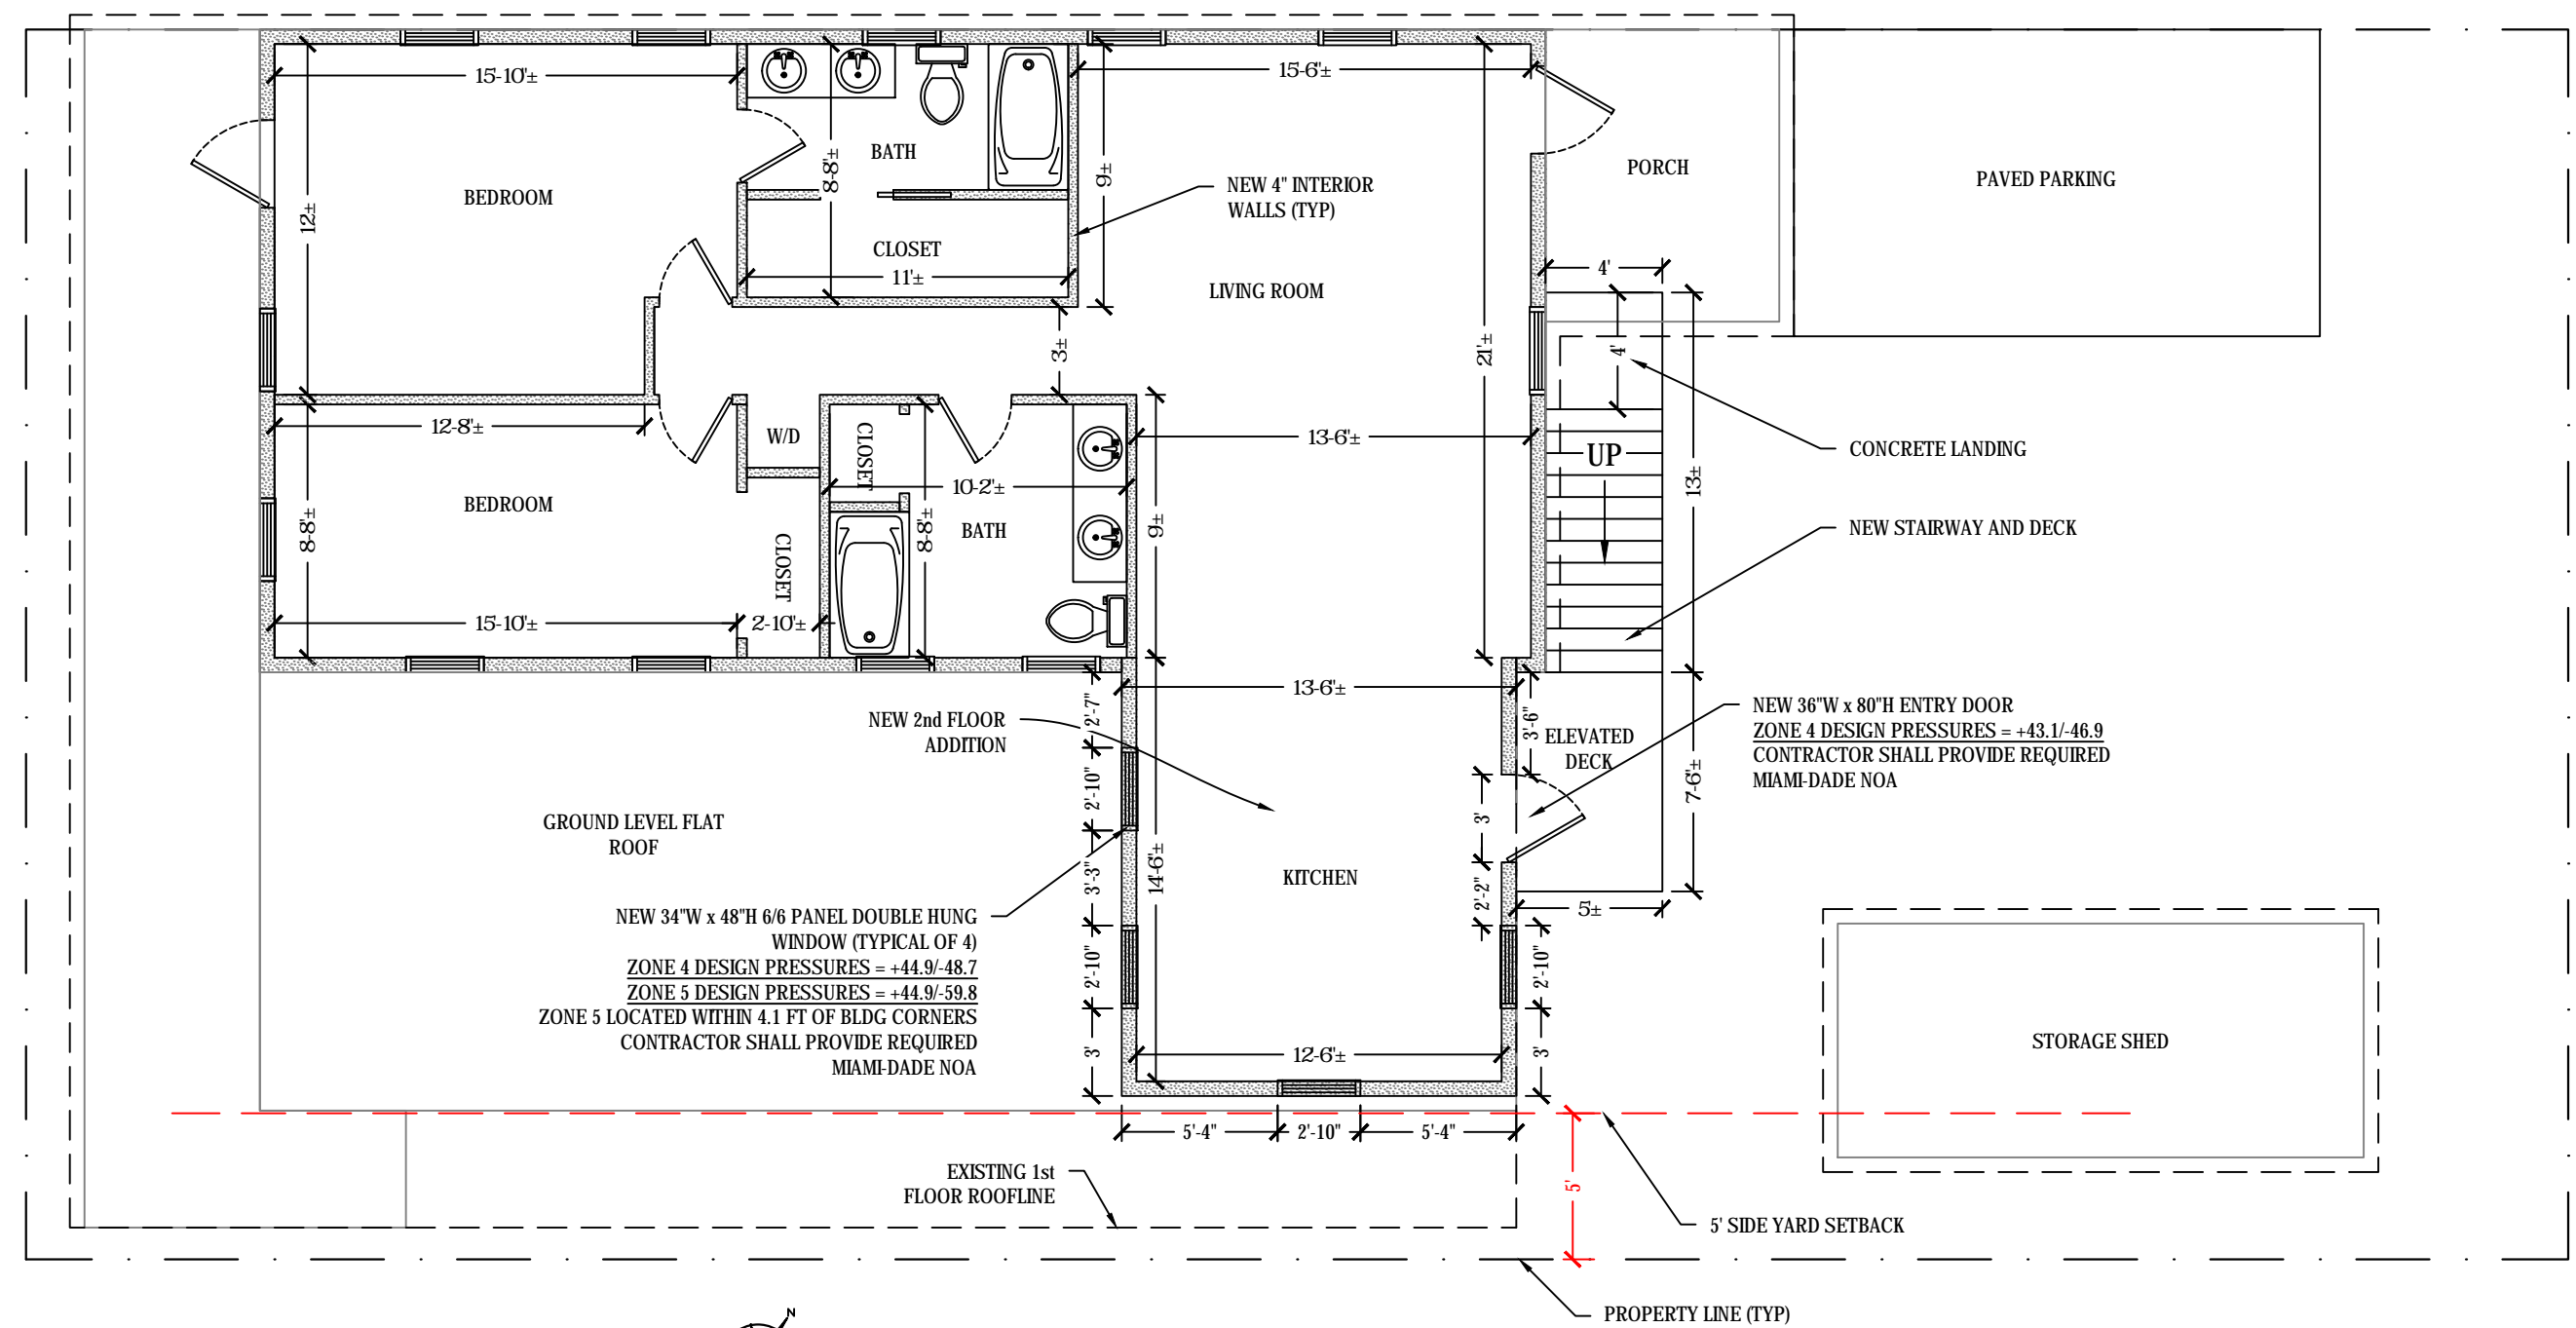 15'-10"±
15'-6"±
BATH
8'-8"±
9'±
PORCH
PAVED PARKING
NEW 4" INTERIOR
WALLS (TYP)
BEDROOM
12'±
CLOSET
11'±
LIVING ROOM
4'
3'±
21'±
4'
12'-8"±
W/D
CLOSET
13'-6"±
UP
CONCRETE LANDING
13'±
10'-2"±
BEDROOM
8'-8"±
8'-8"±
BATH
9'±
NEW STAIRWAY AND DECK
CLOSET
15'-10"±
2'-10"±
13'-6"±
2'-7"
NEW 2nd FLOOR
ADDITION
3'-6"
ELEVATED
DECK
NEW 36"W x 80"H ENTRY DOOR
ZONE 4 DESIGN PRESSURES = +43.1/-46.9
CONTRACTOR SHALL PROVIDE REQUIRED
MIAMI-DADE NOA
2'-10"
7'-6"±
3'
GROUND LEVEL FLAT
ROOF
3'-3"
14'-6"±
KITCHEN
2'-2"
5'±
NEW 34"W x 48"H 6/6 PANEL DOUBLE HUNG
WINDOW (TYPICAL OF 4)
ZONE 4 DESIGN PRESSURES = +44.9/-48.7
ZONE 5 DESIGN PRESSURES = +44.9/-59.8
ZONE 5 LOCATED WITHIN 4.1 FT OF BLDG CORNERS
CONTRACTOR SHALL PROVIDE REQUIRED
MIAMI-DADE NOA
2'-10"
2'-10"
3'
12'-6"±
3'
STORAGE SHED
5'-4"
2'-10"
5'-4"
EXISTING 1st
FLOOR ROOFLINE
5'
5' SIDE YARD SETBACK
PROPERTY LINE (TYP)
N